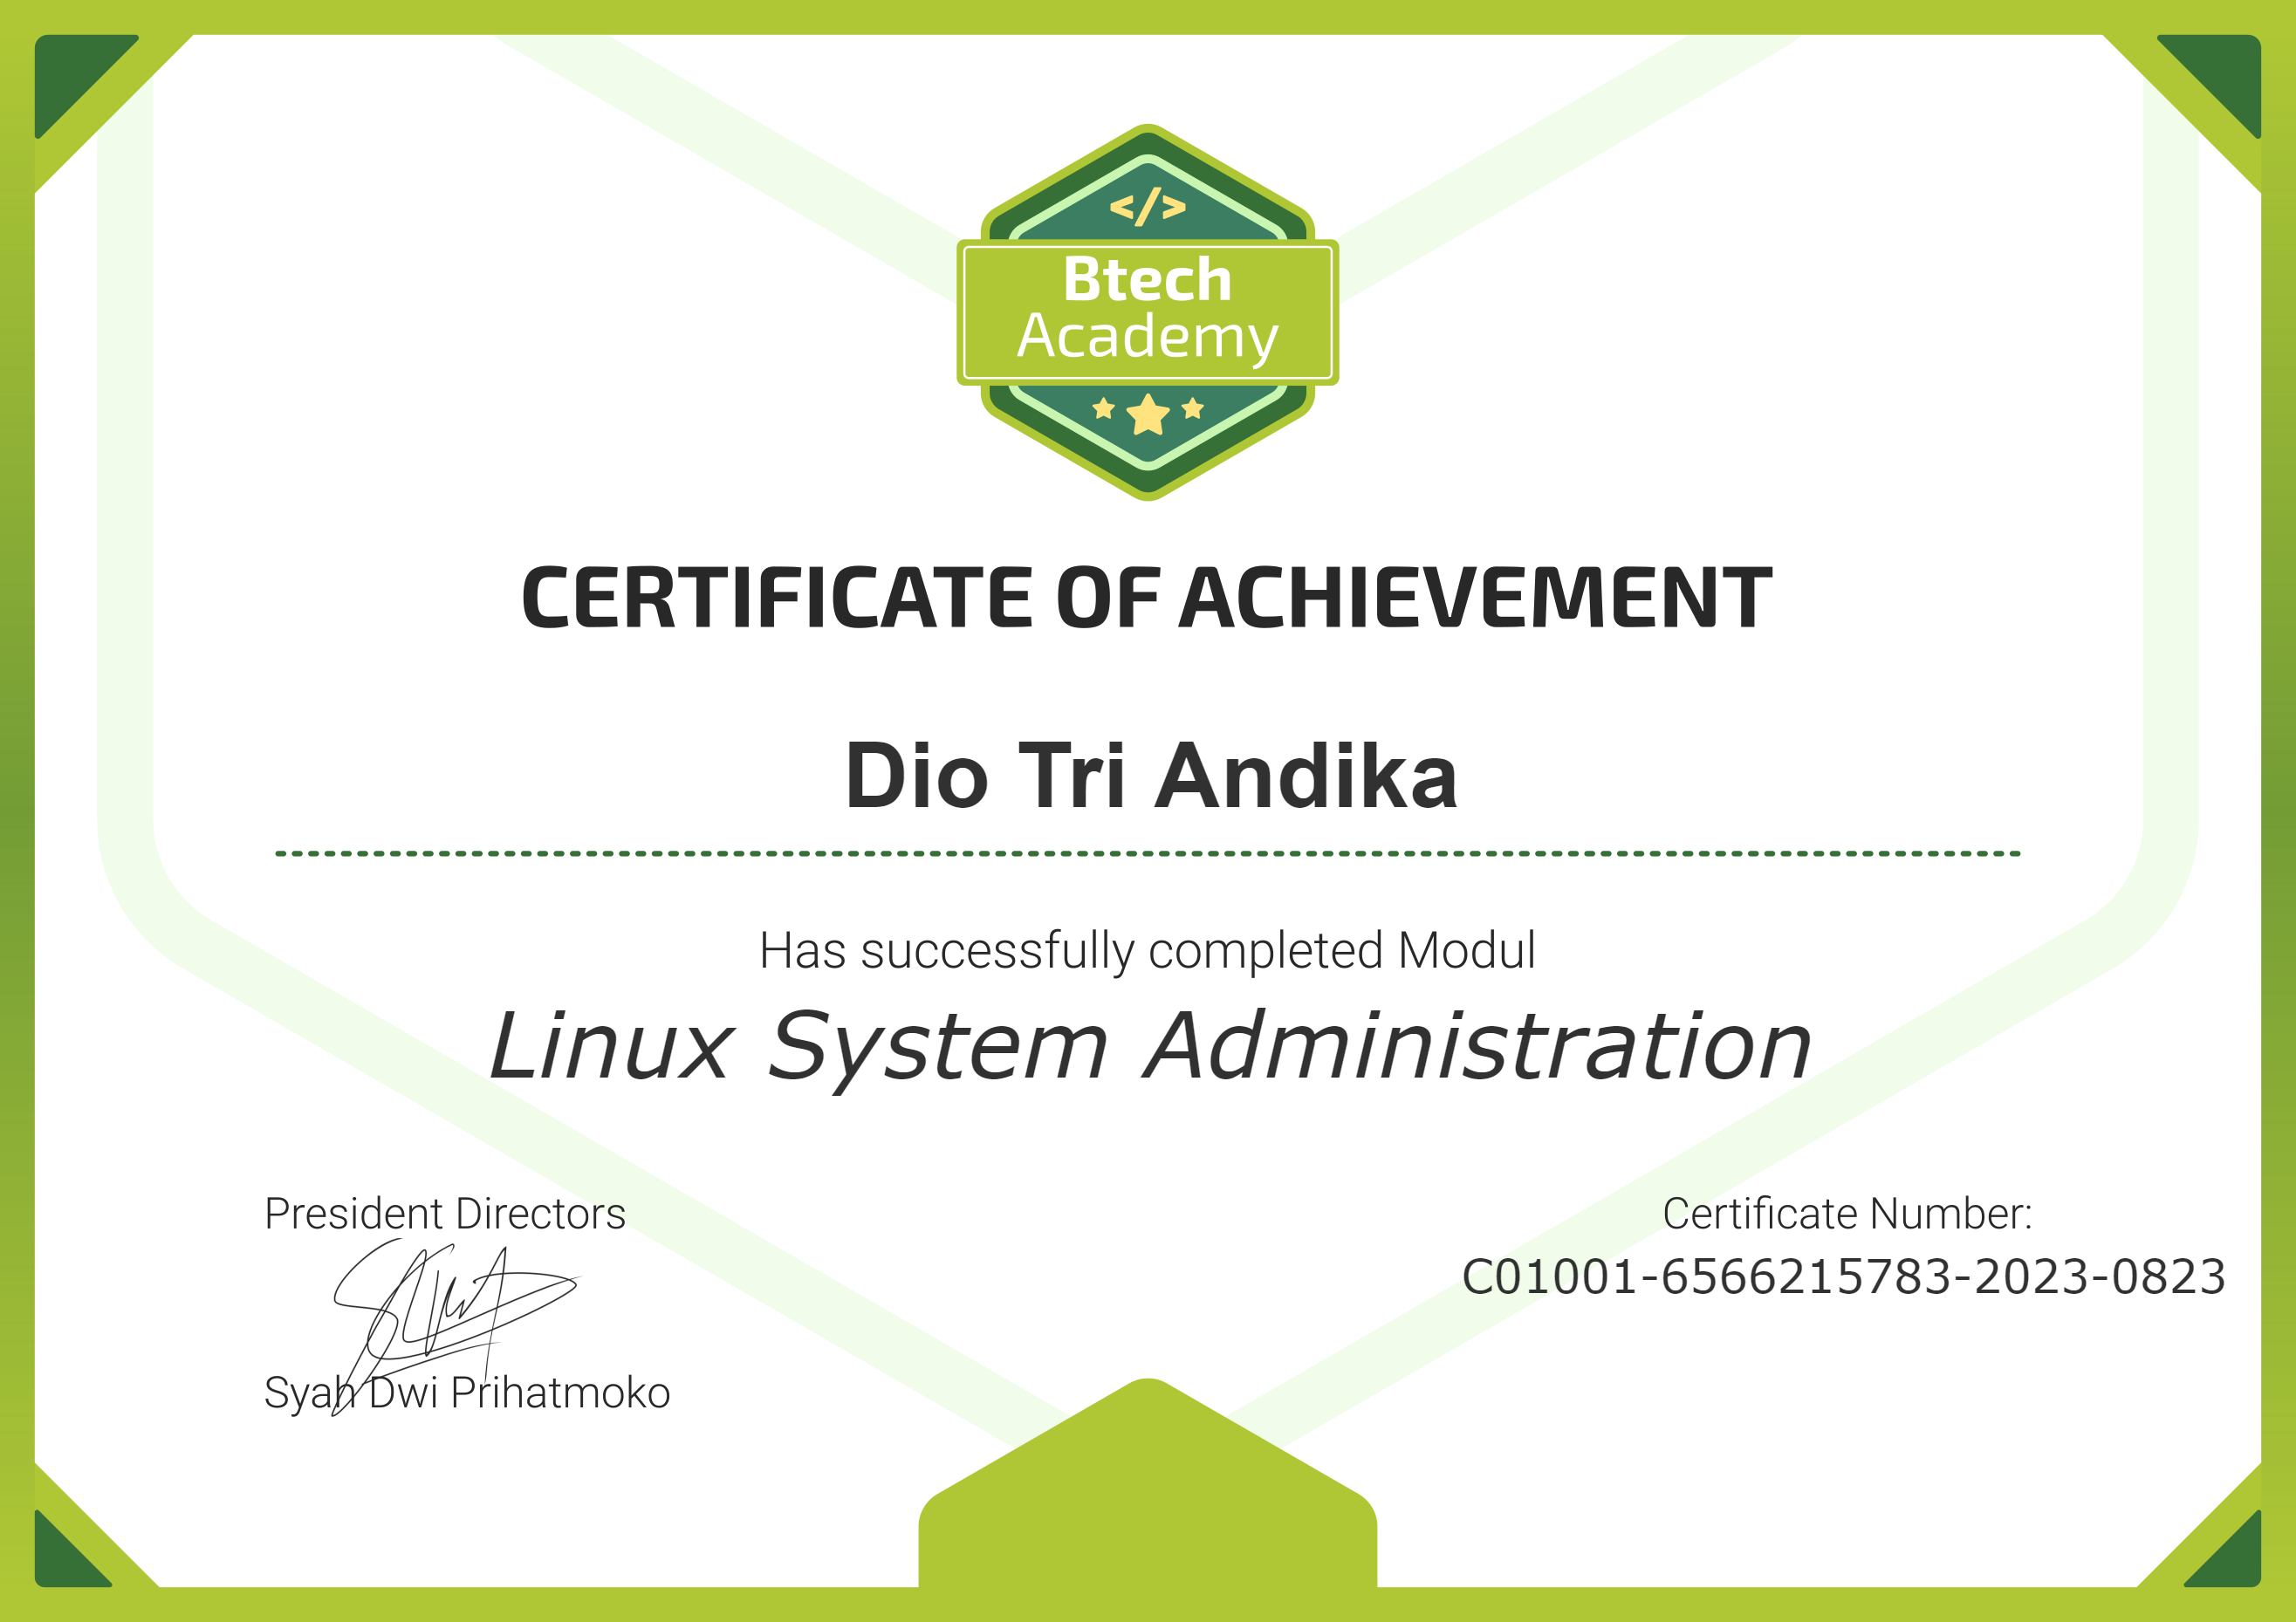 </>
Btech
Academy
CERTIFICATE OF ACHIEVEMENT
Dio Tri Andika
Has successfully completed Modul
Linux System Administration
President Directors
Syah Dwi Prihatmoko
Certificate Number:
C01001-6566215783-2023-0823